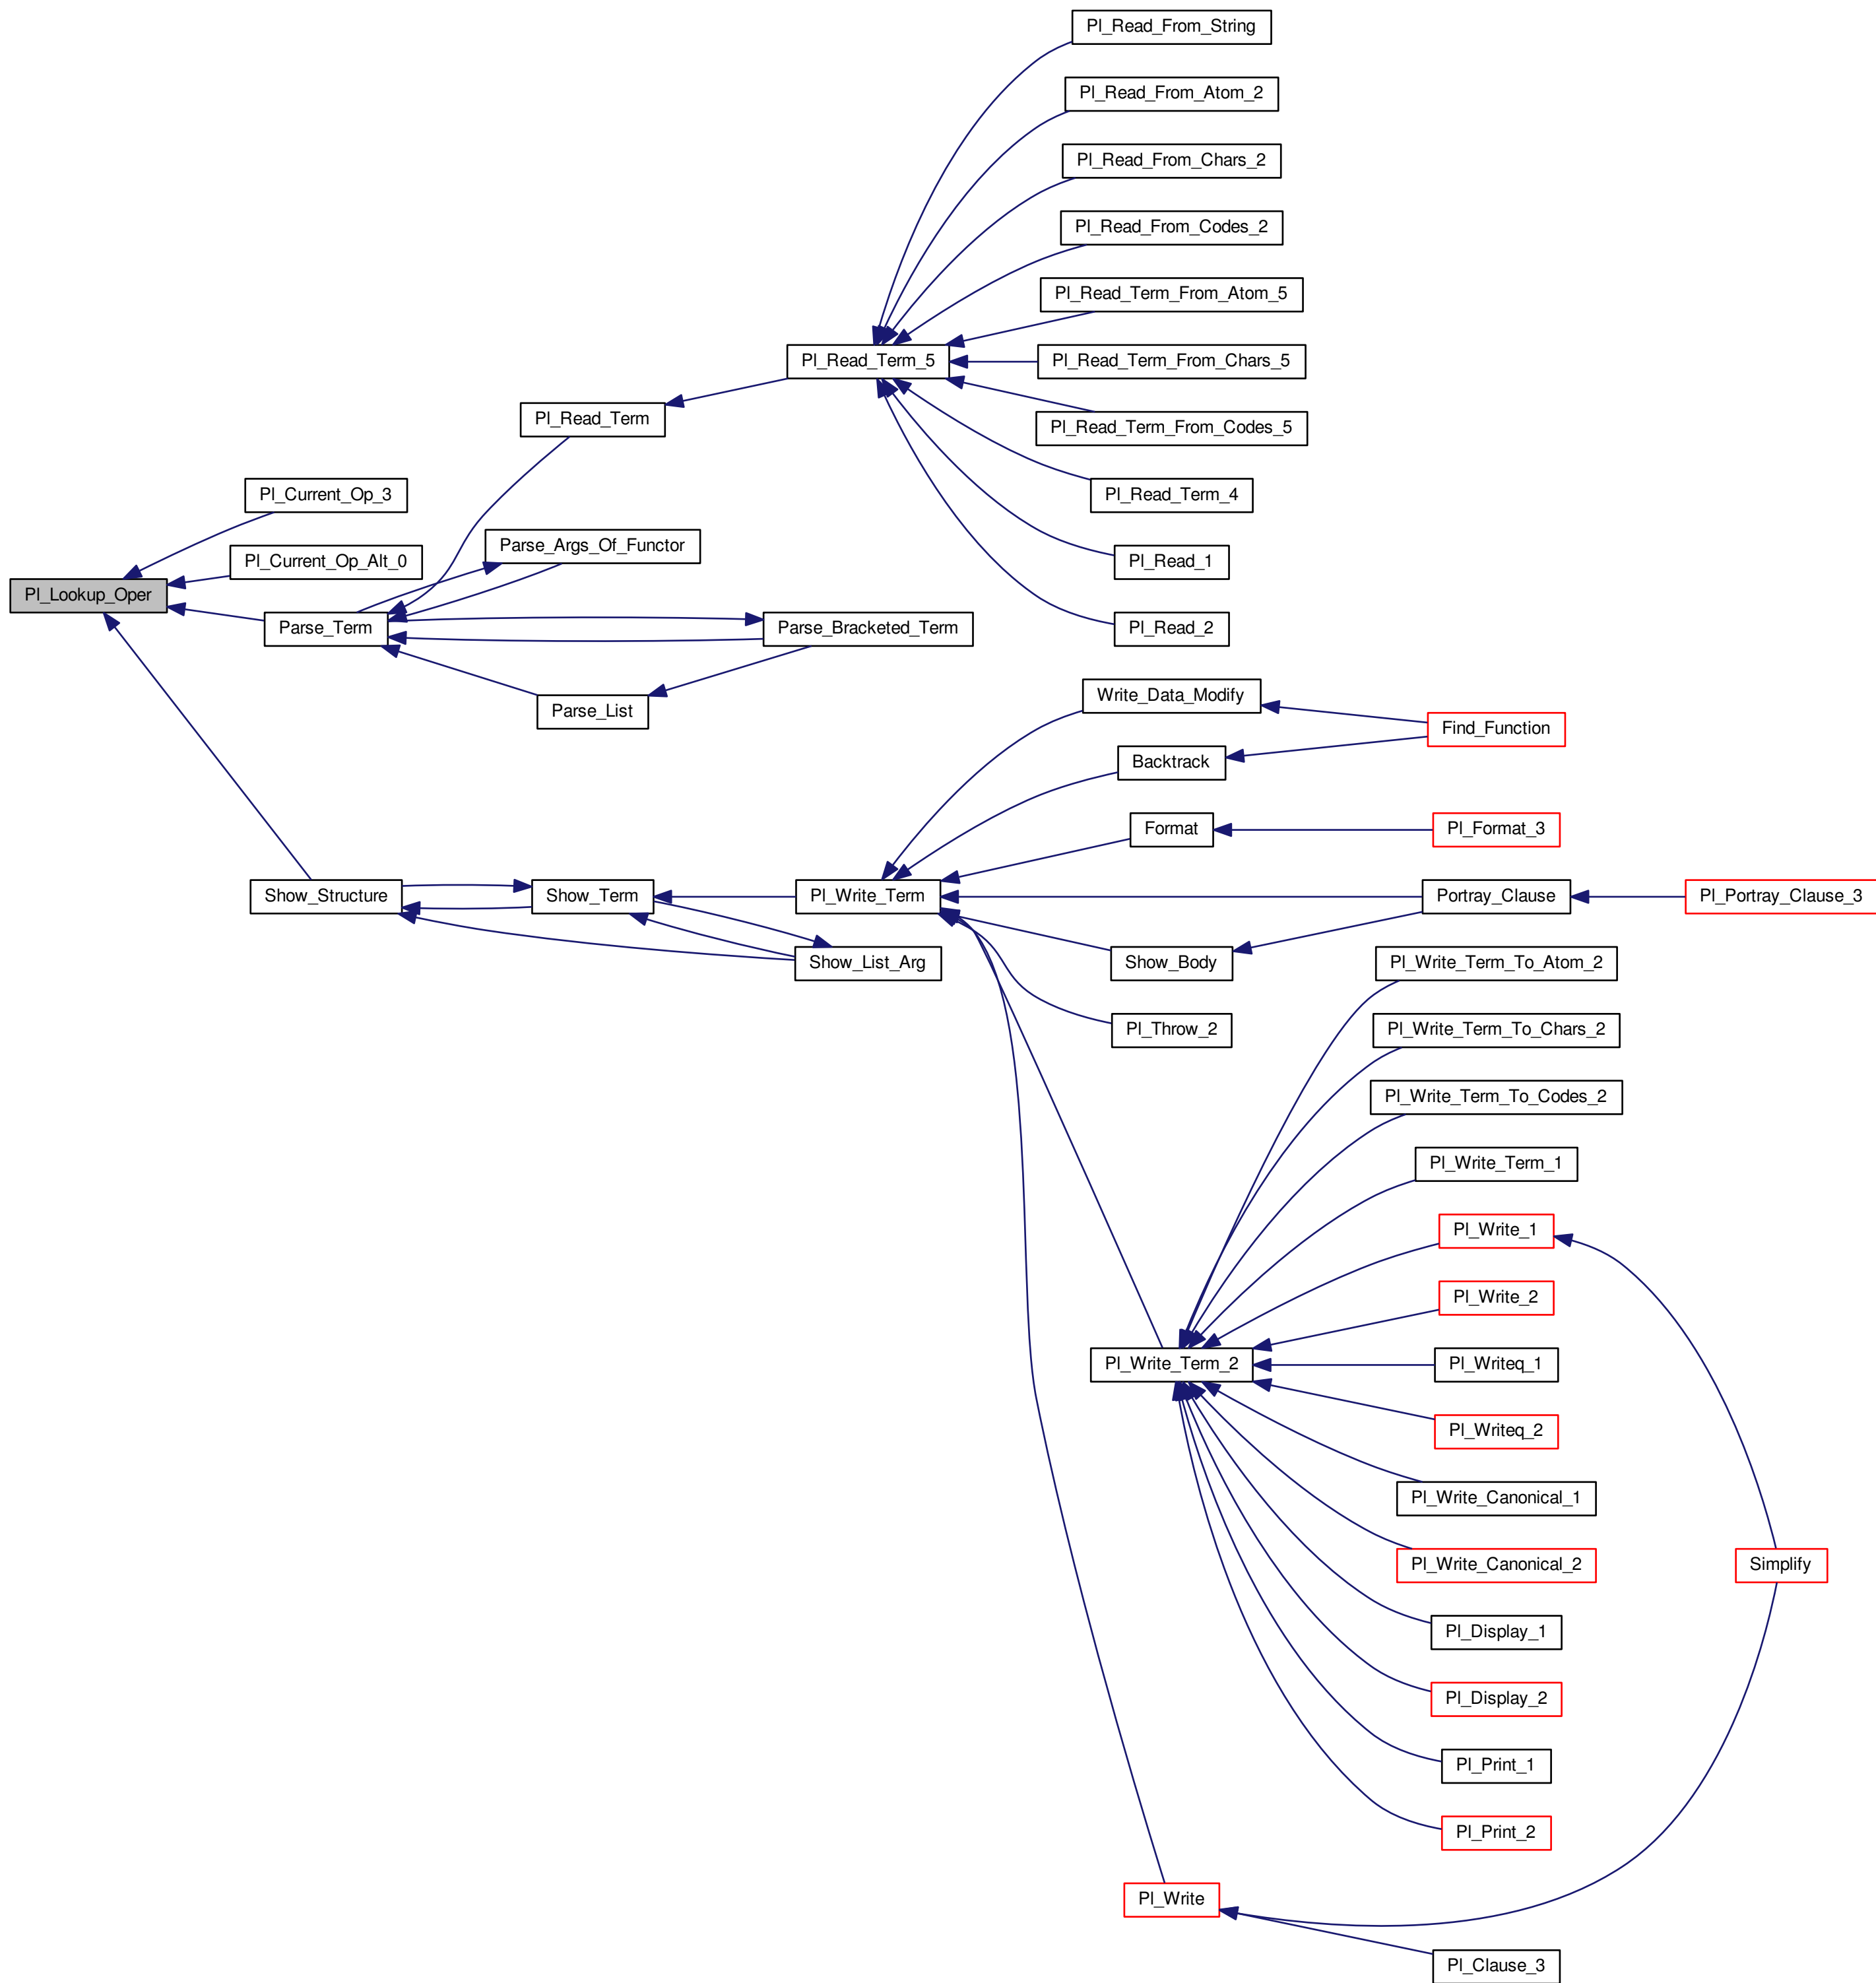 Pl_Read_From_String
Pl_Read_From_Atom_2
Pl_Read_From_Chars_2
Pl_Read_From_Codes_2
Pl_Read_Term_From_Atom_5
Pl_Read_Term_5
Pl_Read_Term_From_Chars_5
Pl_Read_Term
Pl_Read_Term_From_Codes_5
Pl_Current_Op_3
Pl_Read_Term_4
Parse_Args_Of_Functor
Pl_Current_Op_Alt_0
Pl_Read_1
Pl_Lookup_Oper
Parse_Term
Parse_Bracketed_Term
Pl_Read_2
Parse_List
Write_Data_Modify
Find_Function
Backtrack
Format
Pl_Format_3
Show_Structure
Show_Term
Pl_Write_Term
Portray_Clause
Pl_Portray_Clause_3
Show_List_Arg
Show_Body
Pl_Write_Term_To_Atom_2
Pl_Throw_2
Pl_Write_Term_To_Chars_2
Pl_Write_Term_To_Codes_2
Pl_Write_Term_1
Pl_Write_1
Pl_Write_2
Pl_Write_Term_2
Pl_Writeq_1
Pl_Writeq_2
Pl_Write_Canonical_1
Pl_Write_Canonical_2
Simplify
Pl_Display_1
Pl_Display_2
Pl_Print_1
Pl_Print_2
Pl_Write
Pl_Clause_3